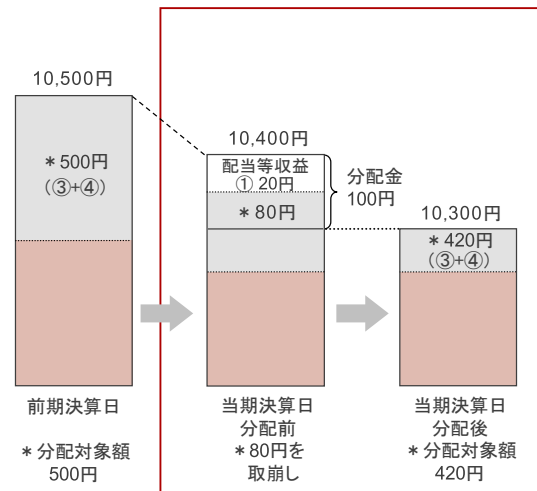 10,500円
＊500円
(③+④)
前期決算日
＊分配対象額
500円
10,400円
配当等収益
① 20円
＊80円
分配金
100円
当期決算日
分配前
＊80円を
取崩し
10,300円
＊420円
(③+④)
当期決算日
分配後
＊分配対象額
420円